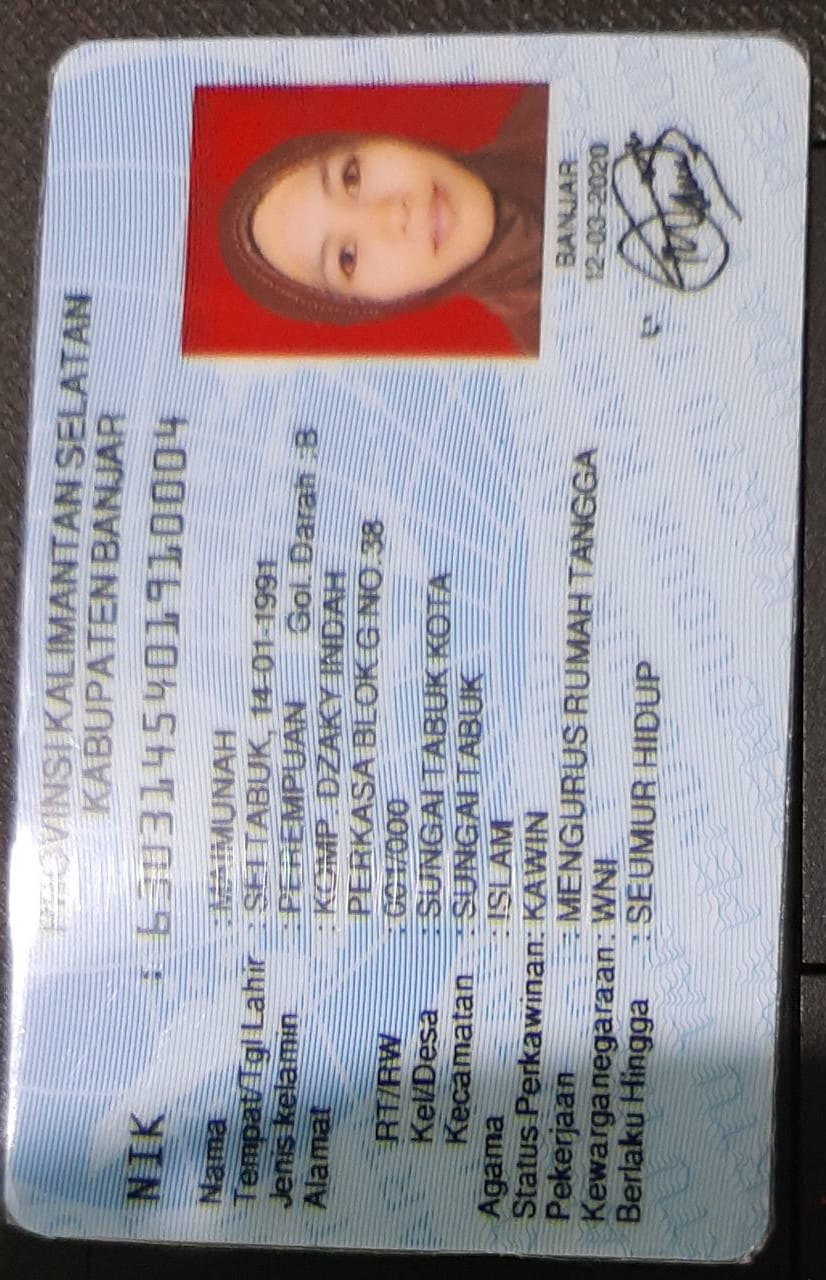 PROVINSI KALIMANTAN SELATAN
KABUPATEN BANJAR
NIK : 6303145401910004
Nama : MAIMUNAH
Tempat/Tgl Lahir : SEI TABUK, 14-01-1991
Jenis kelamin : PEREMPUAN Gol. Darah :B
Alamat : KOMP. DZAKY INDAH
PERKASA BLOK G NO.38
RT/RW : 001/000
Kel/Desa : SUNGAI TABUK KOTA
Kecamatan : SUNGAI TABUK
Agama : ISLAM
Status Perkawinan: KAWIN
Pekerjaan : MENGURUS RUMAH TANGGA
Kewarganegaraan: WNI
Berlaku Hingga : SEUMUR HIDUP
BANJAR
12-03-2020